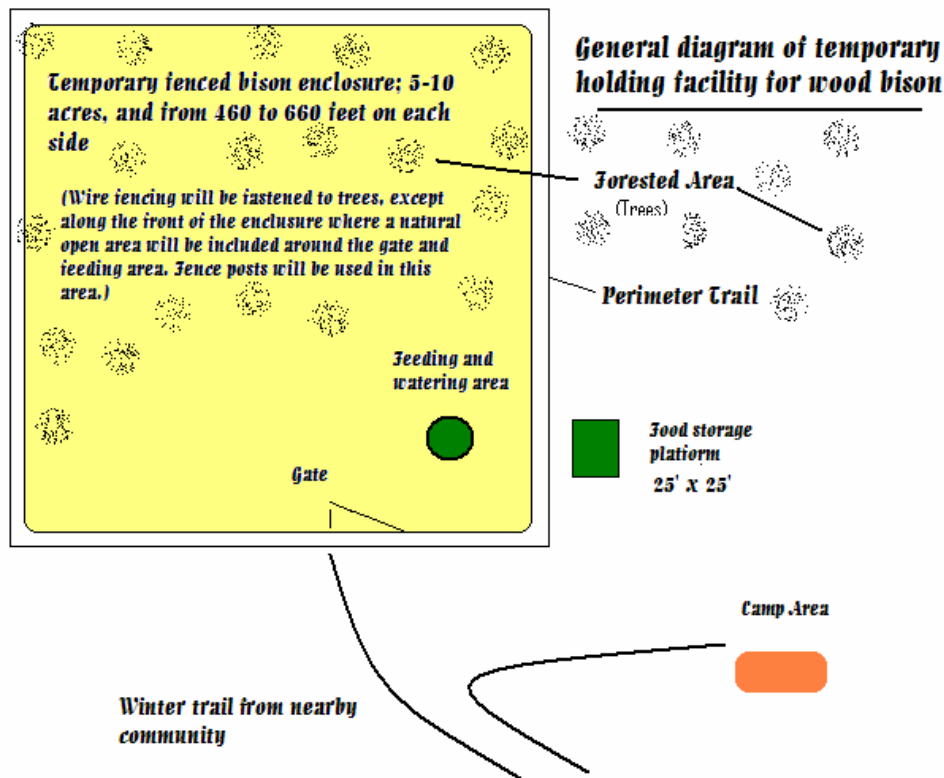 General diagram of temporary
holding facility for wood bison
Temporary fenced bison enclosure; 5-10
acres, and from 460 to 660 feet on each
side
(Wire fencing will be fastened to trees, except
along the front of the enclusure where a natural
open area will be included around the gate and
feeding area. Fence posts will be used in this
area.)
Forested Area
(Trees)
Perimeter Trail
Feeding and
watering area
Food storage
platform
25' x 25'
Gate
Camp Area
Winter trail from nearby
community